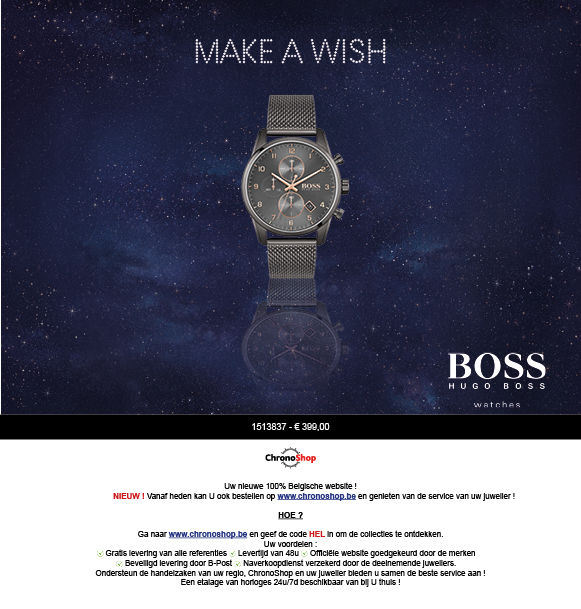 MAKE A WISH
BOSS
BOSS
HUGO BOSS
watches
1513837 - € 399,00
ChronoShop
Uw nieuwe 100% Belgische website !
NIEUW ! Vanaf heden kan U ook bestellen op www.chronoshop.be en genieten van de service van uw juwelier !
HOE ?
Ga naar www.chronoshop.be en geef de code HEL in om de collecties te ontdekken.
Uw voordelen :
Gratis levering van alle referenties Levertijd van 48u Officiële website goedgekeurd door de merken
Beveiligd levering door B-Post Naverkoopdienst verzekerd door de deelnemende juweliers.
Ondersteun de handelzaken van uw regio, ChronoShop en uw juwelier bieden u samen de beste service aan !
Een etalage van horloges 24u/7d beschikbaar van bij U thuis !